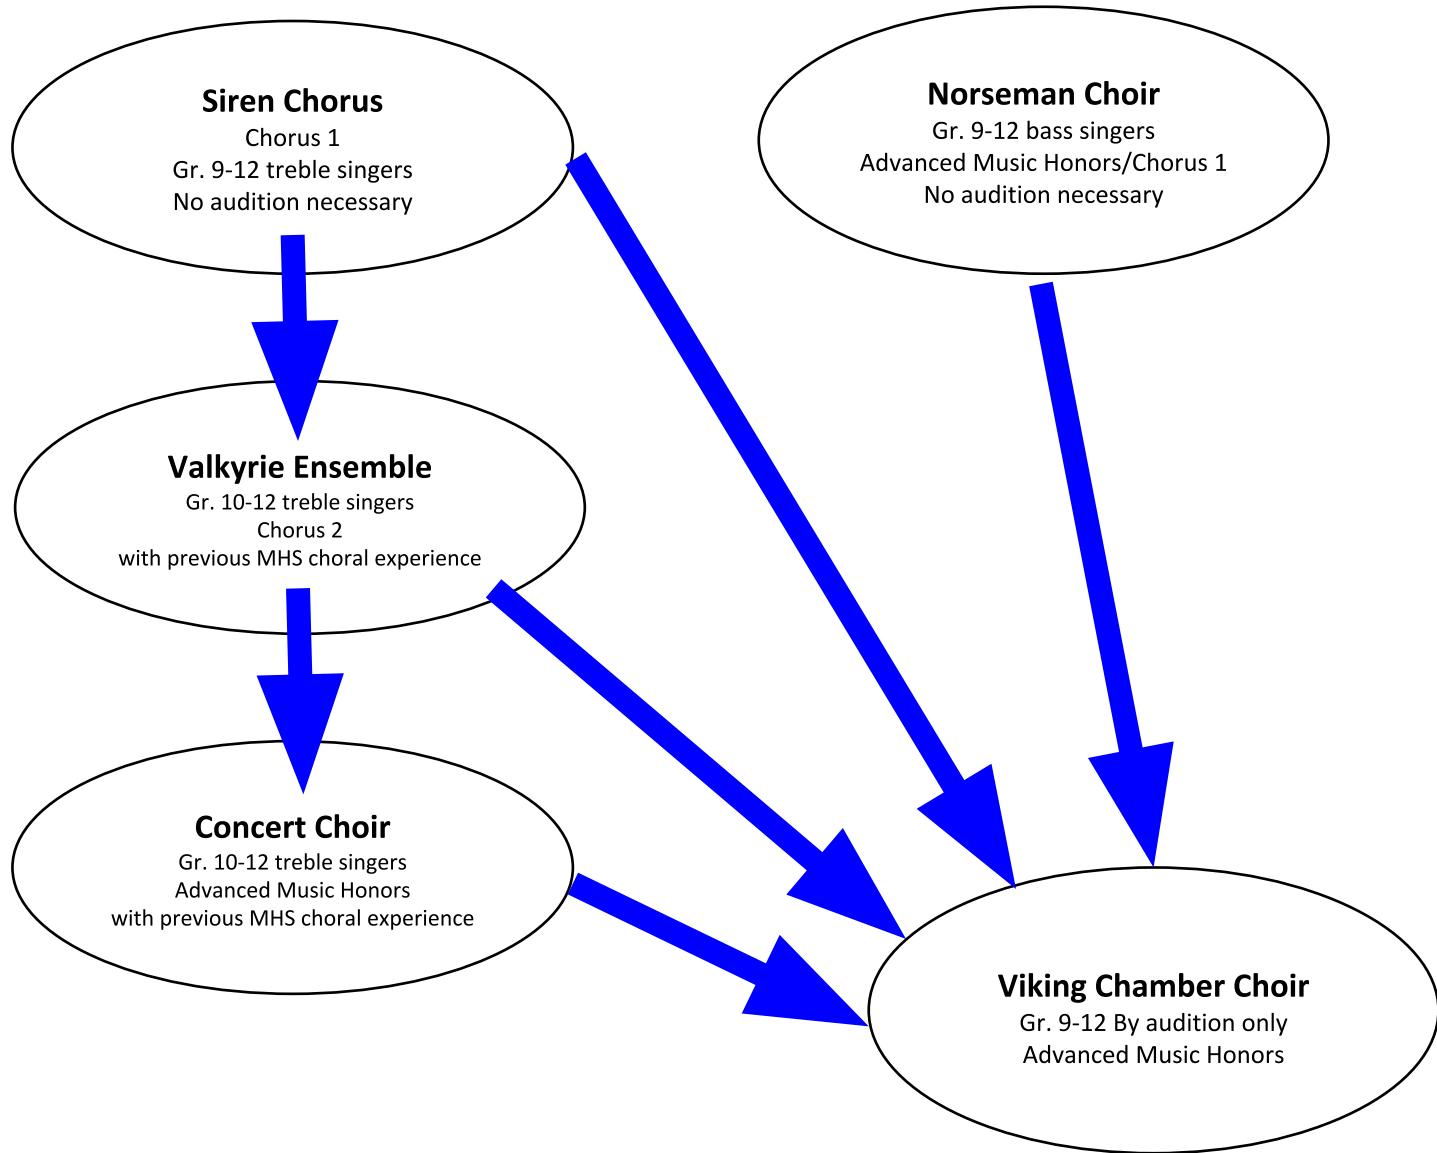 Siren Chorus
Chorus 1
Gr. 9-12 treble singers
No audition necessary
Norseman Choir
Gr. 9-12 bass singers
Advanced Music Honors/Chorus 1
No audition necessary
Valkyrie Ensemble
Gr. 10-12 treble singers
Chorus 2
with previous MHS choral experience
Concert Choir
Gr. 10-12 treble singers
Advanced Music Honors
with previous MHS choral experience
Viking Chamber Choir
Gr. 9-12 By audition only
Advanced Music Honors